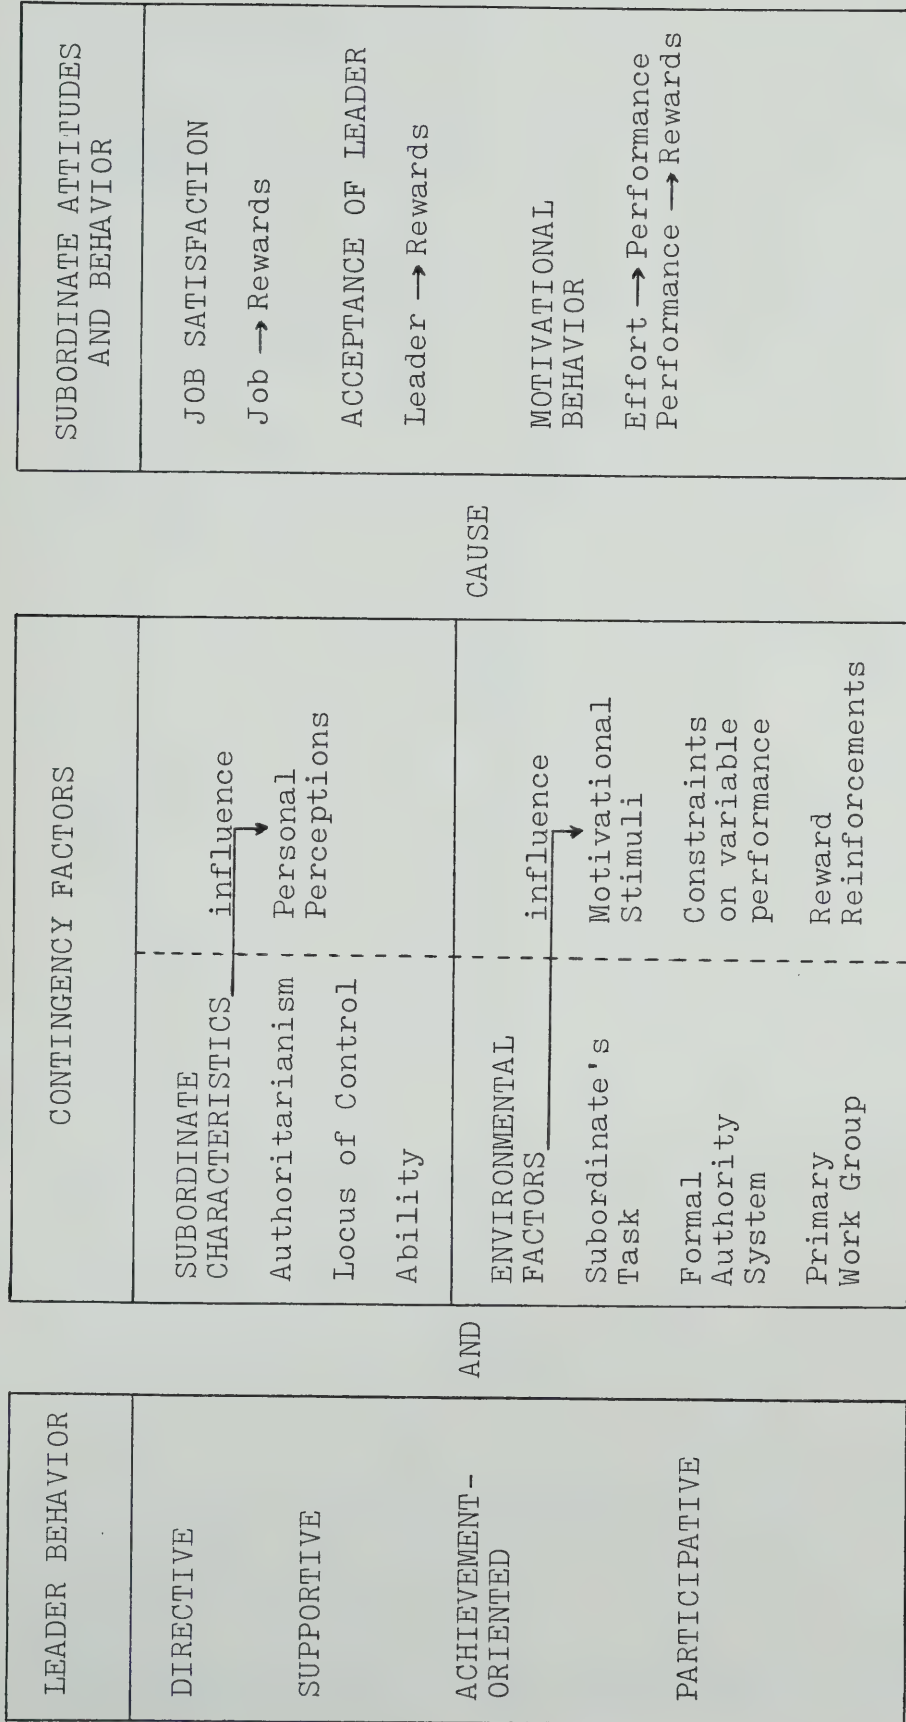 LEADER BEHAVIOR
DIRECTIVE
SUPPORTIVE
ACHIEVEMENT-
ORIENTED
PARTICIPATIVE
AND
CONTINGENCY FACTORS
SUBORDINATE
CHARACTERISTICS
influence
Authoritarianism
Locus of Control
Ability
Personal
Perceptions
ENVIRONMENTAL
FACTORS
influence
Subordinate's
Task
Formal
Authority
System
Primary
Work Group
Motivational
Stimuli
Constraints
on variable
performance
Reward
Reinforcements
CAUSE
SUBORDINATE ATTITUDES
AND BEHAVIOR
JOB SATISFACTION
Job → Rewards
ACCEPTANCE OF LEADER
Leader → Rewards
MOTIVATIONAL
BEHAVIOR
Effort → Performance
Performance → Rewards